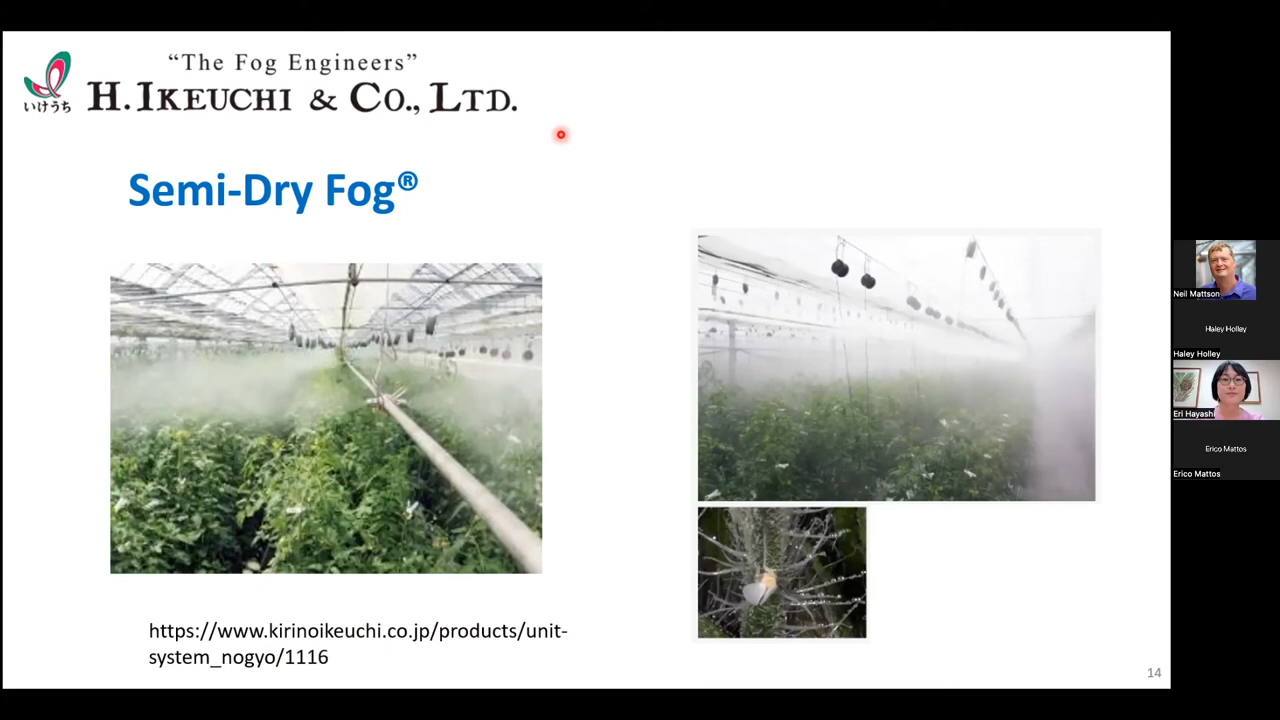 “The Fog Engineers”
いけうち
H. IKEUCHI & CO., LTD.
Semi-Dry Fog®
https://www.kirinoikeuchi.co.jp/products/unit-
system_nogyo/1116
14
Neil Mattson
Haley Holley
Haley Holley
Eri Hayashi
Erico Mattos
Erico Mattos